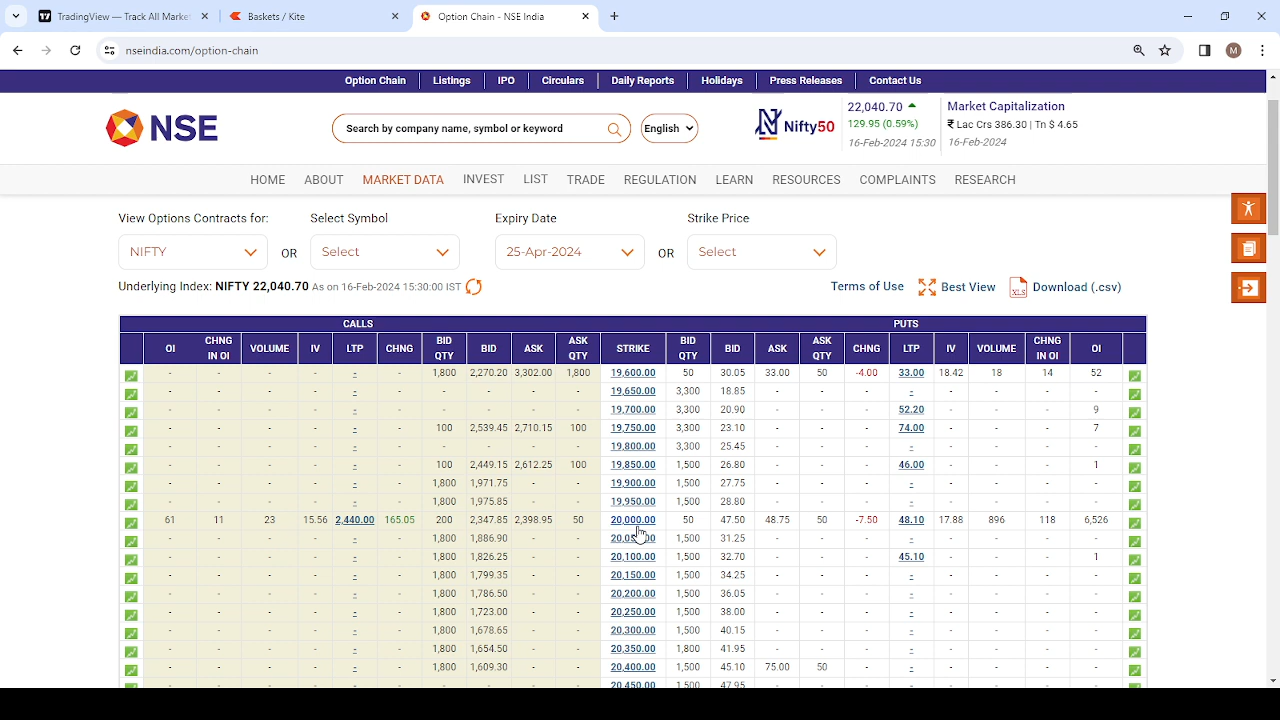 TradingView — Track All Market
Baskets / Kite
Option Chain - NSE India
nseindia.com/option-chain
M
Option Chain Listings IPO Circulars Daily Reports Holidays Press Releases Contact Us
NSE
Search by company name, symbol or keyword
English
Nifty50
22,040.70
129.95 (0.59%)
16-Feb-2024 15:30
Market Capitalization
₹ Lac Crs 386.30 | Tn $ 4.65
16-Feb-2024
HOME ABOUT MARKET DATA INVEST LIST TRADE REGULATION LEARN RESOURCES COMPLAINTS RESEARCH
View Options Contracts for: Select Symbol Expiry Date Strike Price
NIFTY OR Select 25-Apr-2024 OR Select
Underlying Index: NIFTY 22,040.70 As on 16-Feb-2024 15:30:00 IST
Terms of Use Best View XLS Download (.csv)
CALLS PUTS
OI CHNG IN OI VOLUME IV LTP CHNG BID QTY BID ASK ASK QTY STRIKE BID QTY BID ASK ASK QTY CHNG LTP IV VOLUME CHNG IN OI OI
- - - - - - 1,800 2,270.20 3,302.00 1,800 19,600.00 50 30.05 33.00 50 -4.00 33.00 18.42 18 14 52
- - - - - - - - - - 19,650.00 3,300 18.85 - - - - - - - -
- - - - - - - - - - 19,700.00 3,300 20.90 - - - 52.20 - - - 9
- - - - - - 100 2,539.45 2,710.15 100 19,750.00 3,300 23.10 - - - 74.00 - - - 7
- - - - - - - - - - 19,800.00 3,300 25.45 - - - - - - - -
- - - - - - 100 2,449.15 2,612.25 100 19,850.00 1,500 26.80 - - - 46.00 - - - 1
- - - - - - 1,800 1,971.75 - - 19,900.00 1,500 27.75 - - - - - - - -
- - - - - - 1,800 1,975.85 - - 19,950.00 1,500 28.80 - - - - - - - -
61 11 23 15.56 2,440.00 165.05 200 2,347.85 2,398.95 50 20,000.00 50 47.50 48.75 50 -7.50 48.10 17.88 896 118 6,526
- - - - - - 1,800 1,886.90 - - 1,500 31.25 - - - - - - - -
- - - - - - 1,800 1,826.25 - - 20,100.00 1,500 32.70 - - - 45.10 - - - 1
- - - - - - 1,800 1,799.35 - - 20,150.00 1,500 34.25 - - - - - - - -
- - - - - - 1,800 1,786.50 - - 20,200.00 1,500 36.05 - - - - - - - -
- - - - - - 1,800 1,723.00 - - 20,250.00 1,500 38.00 - - - - - - - -
- - - - - - 1,800 1,678.65 - - 20,300.00 1,500 40.15 - - - - - - - -
- - - - - - 1,800 1,654.50 - - 20,350.00 1,800 41.95 - - - - - - - -
- - - - - - 1,800 1,609.30 - - 20,400.00 1,500 45.10 75.00 50 - - - - - -
20,450.00 1,500 47.95